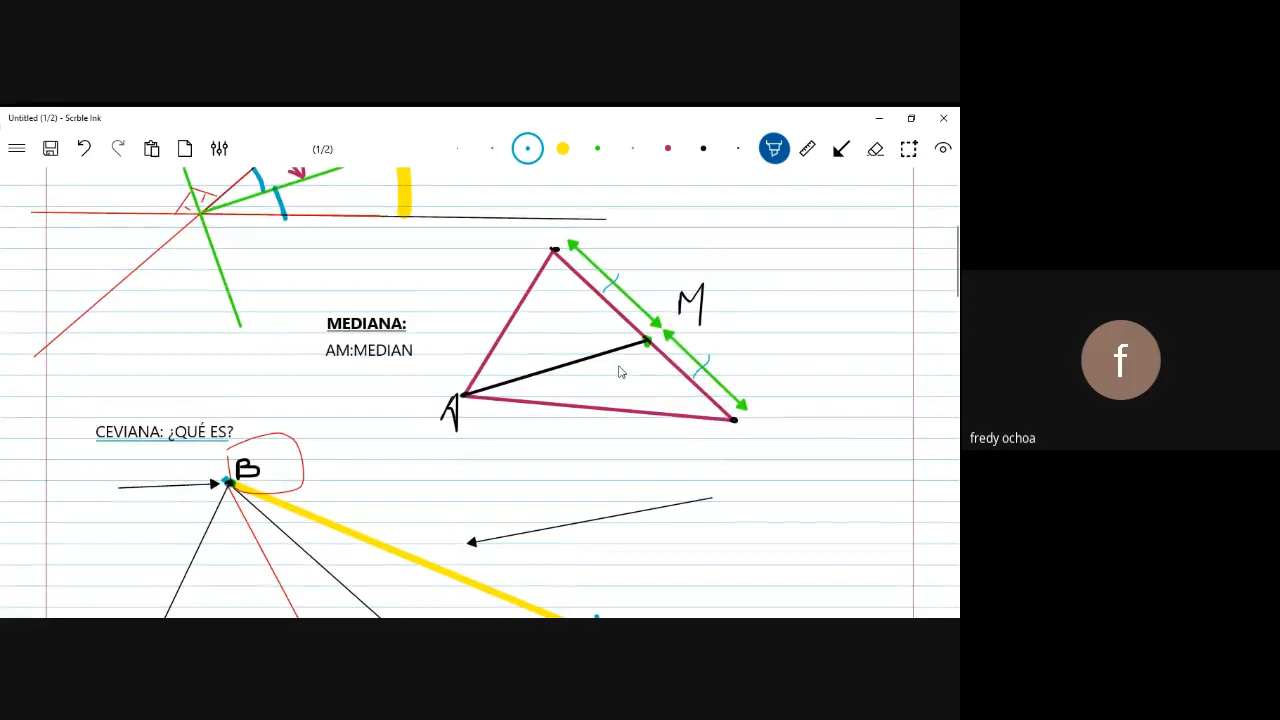 Untitled (1/2) - Scrble Ink
(1/2)
M
MEDIANA:
AM:MEDIAN
A
CEVIANA: ¿QUÉ ES?
B
f
fredy ochoa